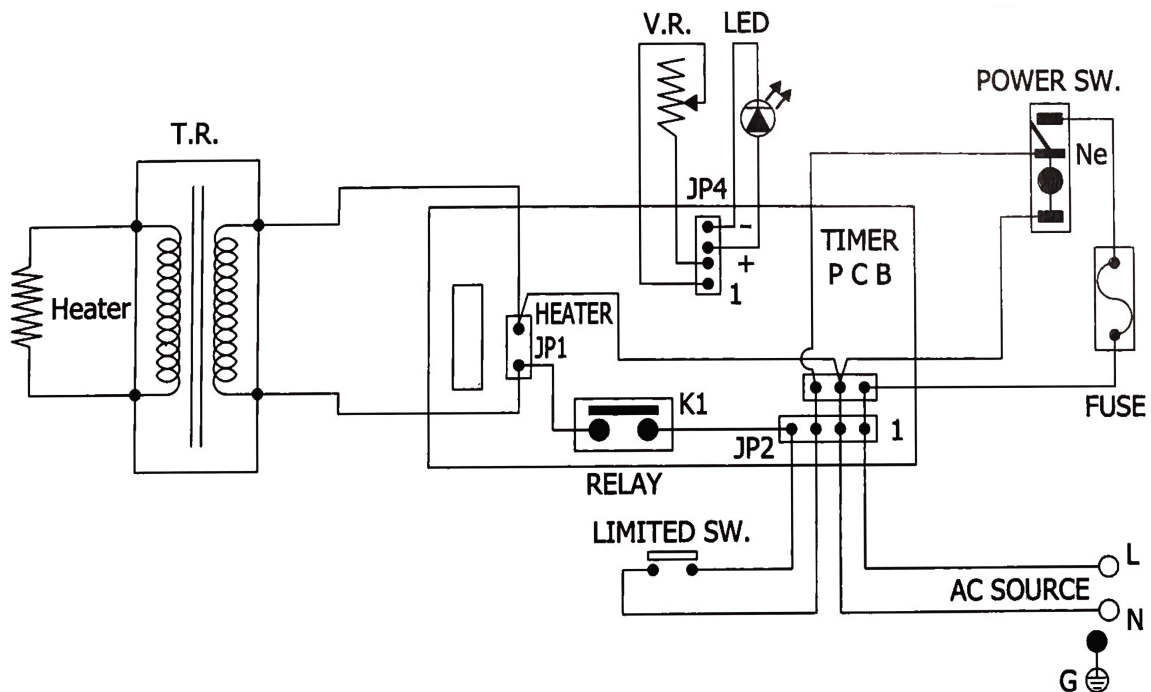 V.R.
LED
POWER SW.
T.R.
Ne
JP4
-
TIMER
P C B
+
1
Heater
HEATER
JP1
FUSE
K1
JP2
1
RELAY
LIMITED SW.
L
AC SOURCE
N
G